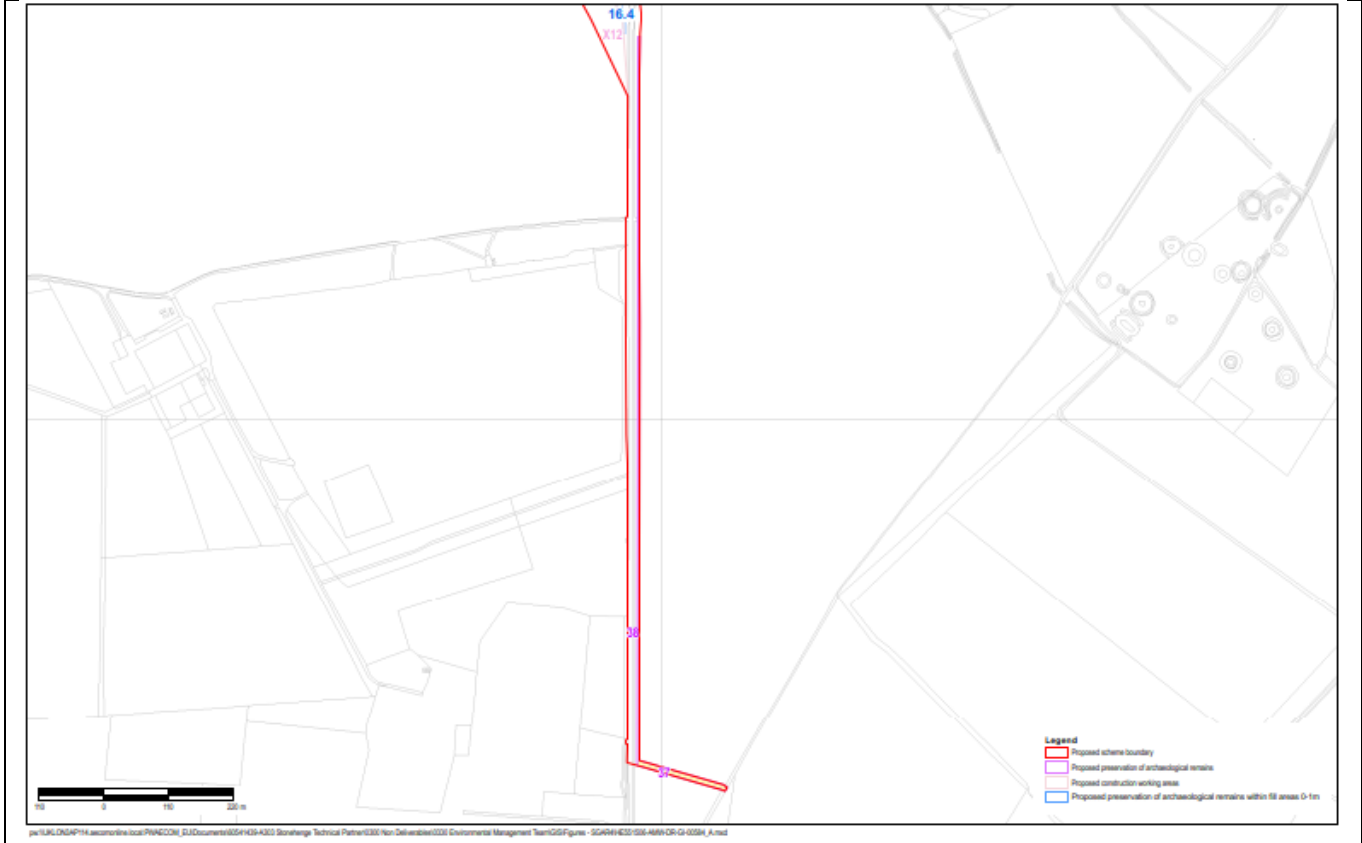 16.4
X12
38
37
Legend
Proposed scheme boundary
Proposed preservation of archaeological remains
Proposed construction working areas
Proposed preservation of archaeological remains within fill areas 0-1m
110 0 110 220 m